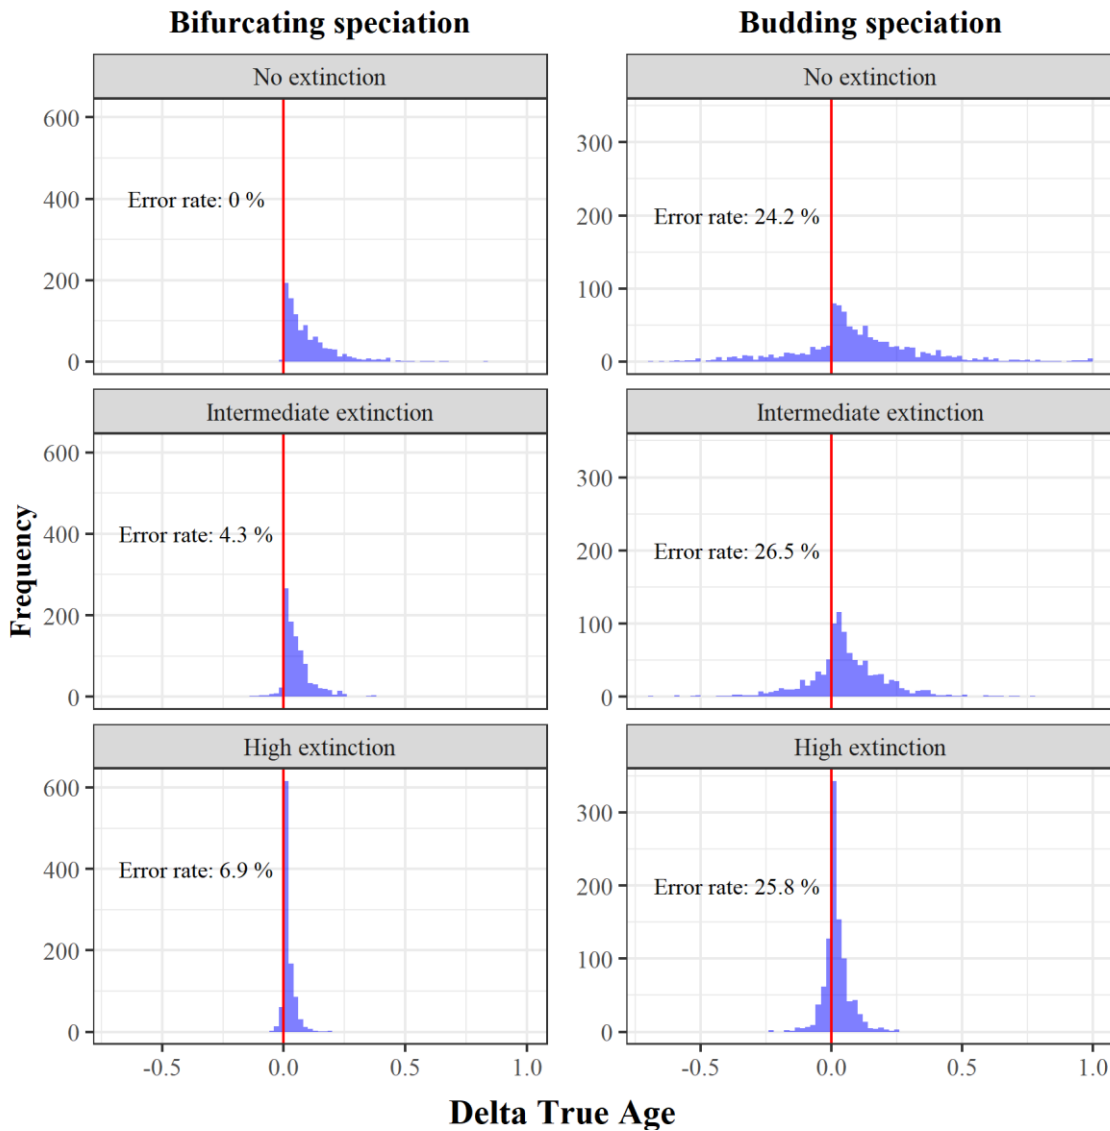 Bifurcating speciation
Budding speciation
No extinction
No extinction
600
400
200
0
Error rate: 0 %
300
200
100
0
Error rate: 24.2 %
Intermediate extinction
Intermediate extinction
600
400
200
0
Error rate: 4.3 %
300
200
100
0
Error rate: 26.5 %
Frequency
High extinction
High extinction
600
400
200
0
Error rate: 6.9 %
300
200
100
0
Error rate: 25.8 %
-0.5 0.0 0.5 1.0
-0.5 0.0 0.5 1.0
Delta True Age